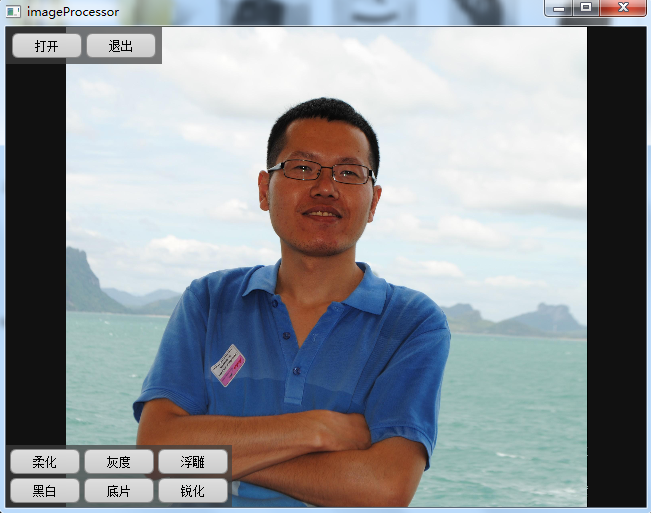 imageProcessor
打开 退出
柔化 灰度 浮雕
黑白 底片 锐化